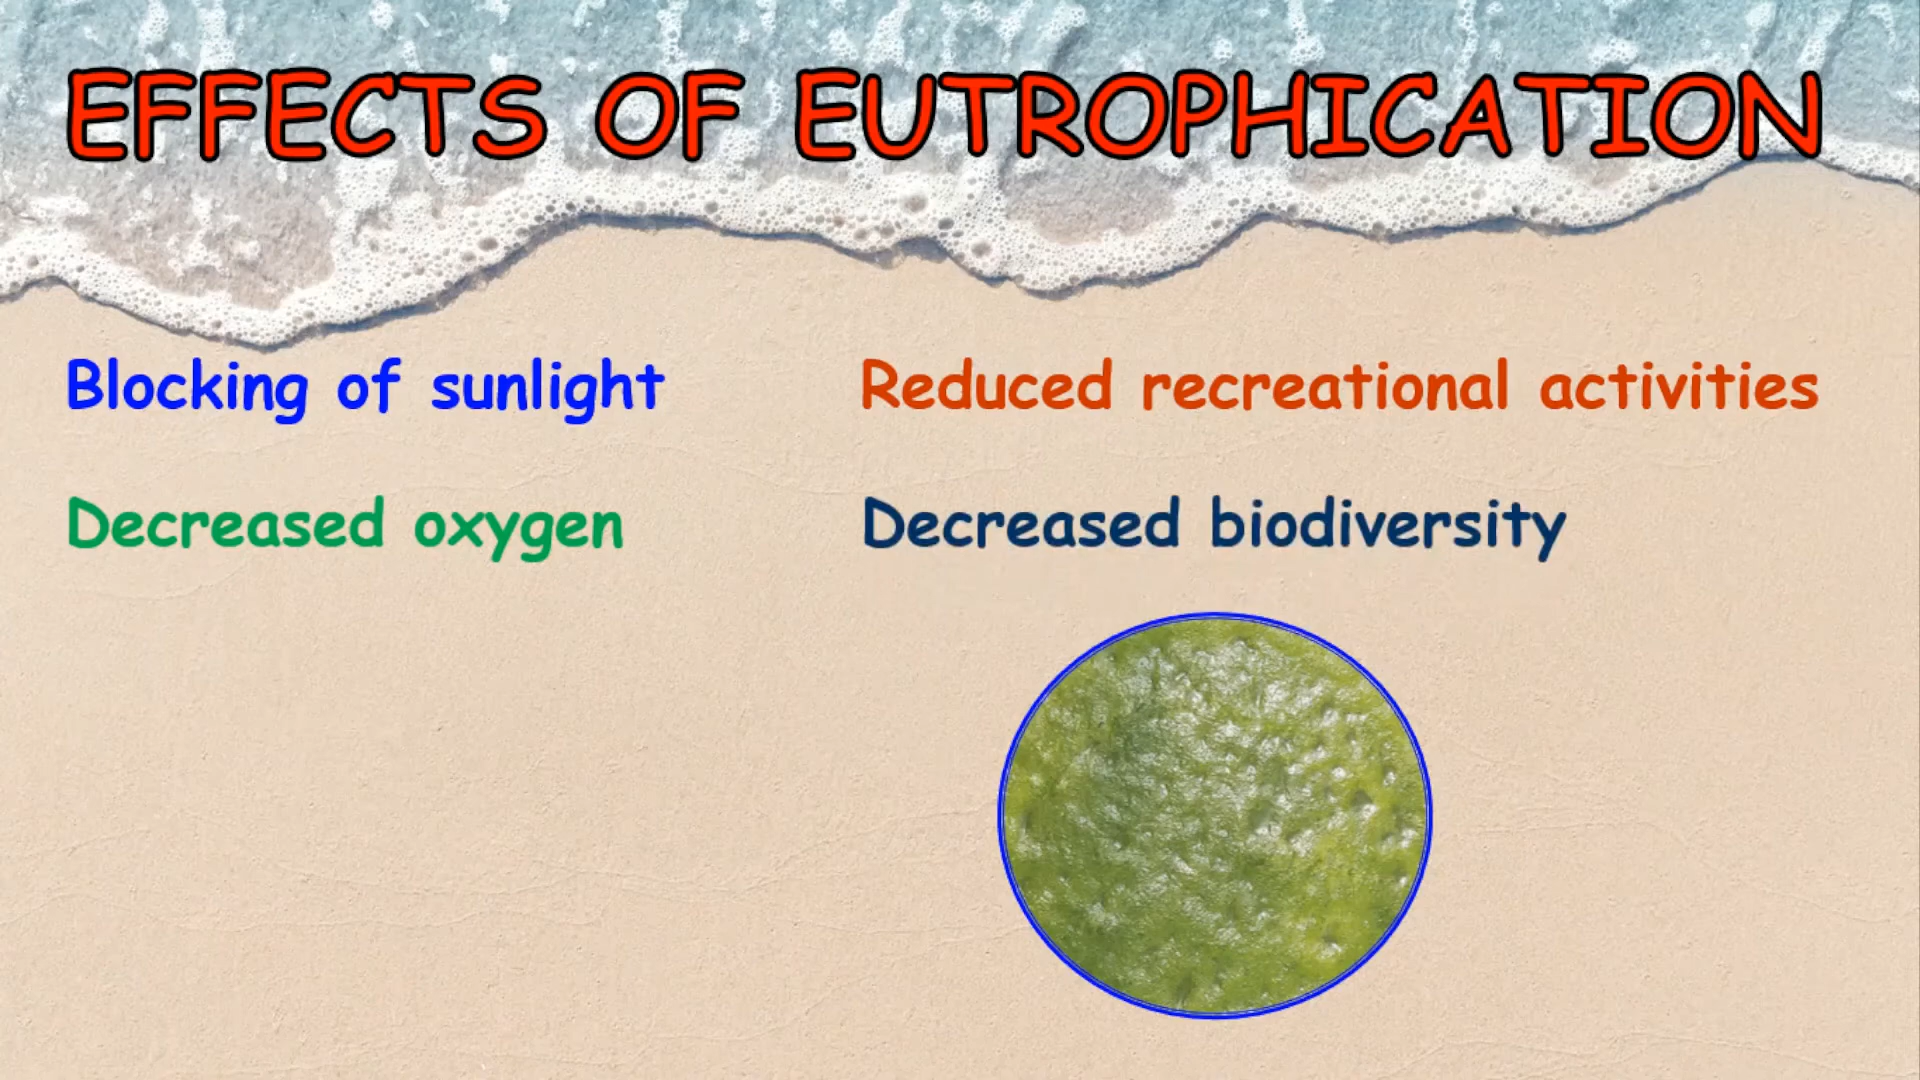 EFFECTS OF EUTROPHICATION
Blocking of sunlight
Reduced recreational activities
Decreased oxygen
Decreased biodiversity